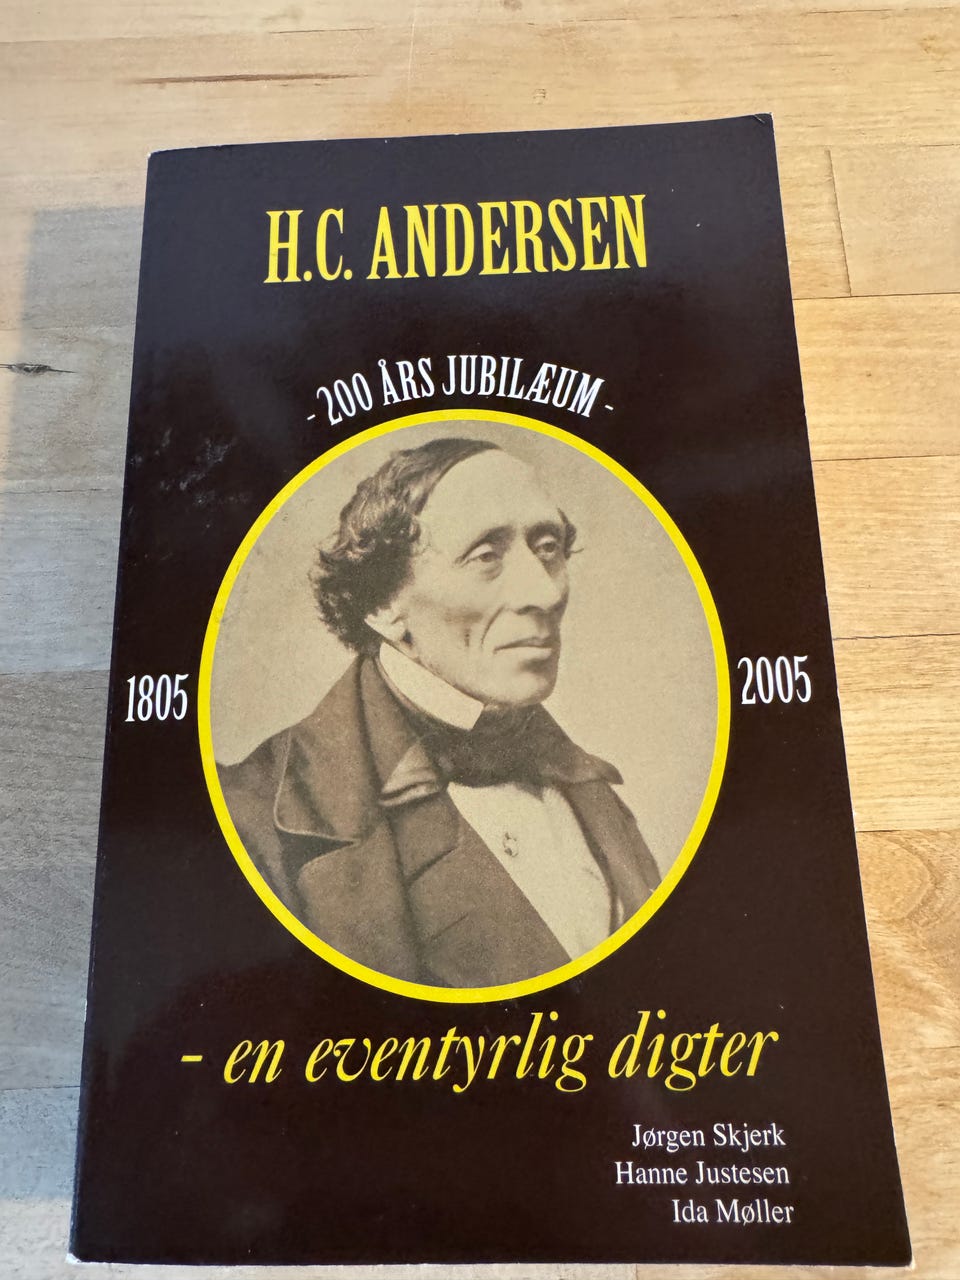 H.C. ANDERSEN
- 200 ÅRS JUBILÆUM -
1805
2005
- en eventyrlig digter
Jørgen Skjerk
Hanne Justesen
Ida Møller